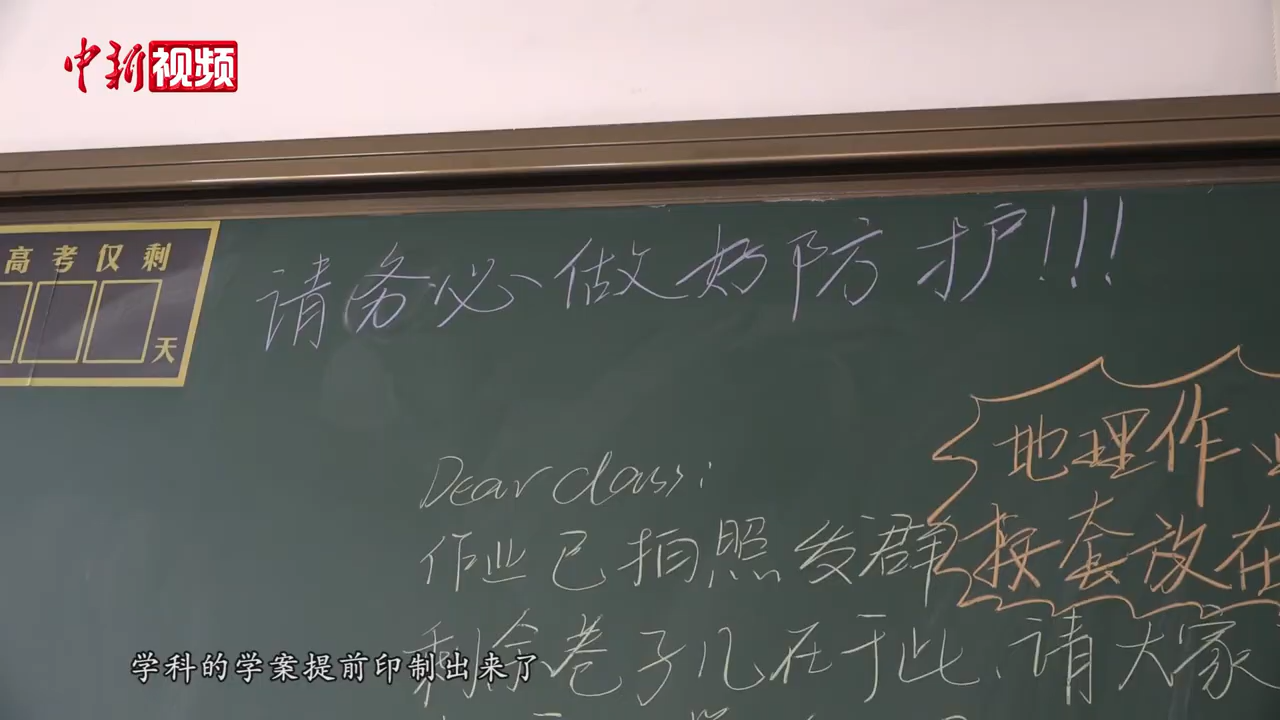 中新视频
高考仅剩
天
请务必做好防护!!!
地理作业
按套放在
Dear class:
作业已拍照发群
剩余卷子儿在于此、请大家
学科的学案提前印制出来了